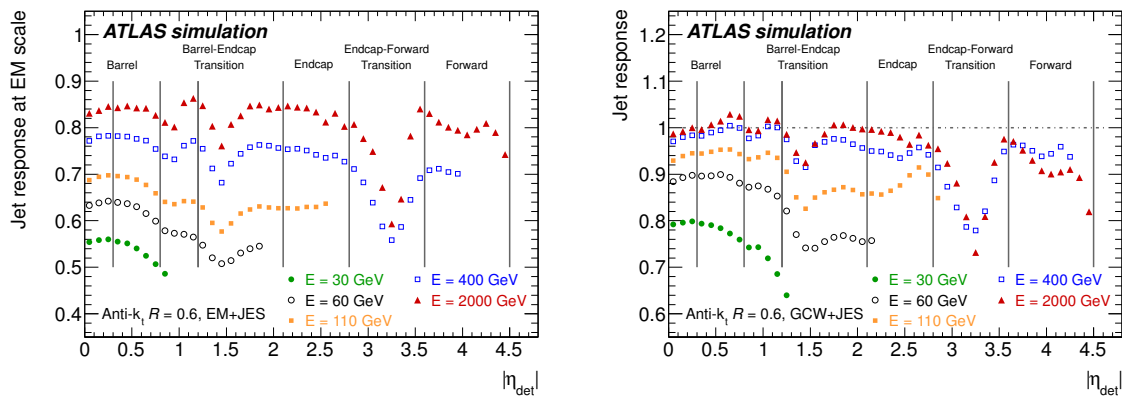 Jet response at EM scale
1
0.9
0.8
0.7
0.6
0.5
0.4
ATLAS simulation
Barrel
Barrel-Endcap
Transition
Endcap
Endcap-Forward
Transition
Forward
E = 30 GeV
E = 60 GeV
E = 110 GeV
E = 400 GeV
E = 2000 GeV
Anti-kt R = 0.6, EM+JES
0 0.5 1 1.5 2 2.5 3 3.5 4 4.5
|ηdet|
Jet response
1.2
1.1
1
0.9
0.8
0.7
0.6
ATLAS simulation
Barrel
Barrel-Endcap
Transition
Endcap
Endcap-Forward
Transition
Forward
E = 30 GeV
E = 60 GeV
E = 110 GeV
E = 400 GeV
E = 2000 GeV
Anti-kt R = 0.6, GCW+JES
0 0.5 1 1.5 2 2.5 3 3.5 4 4.5
|ηdet|